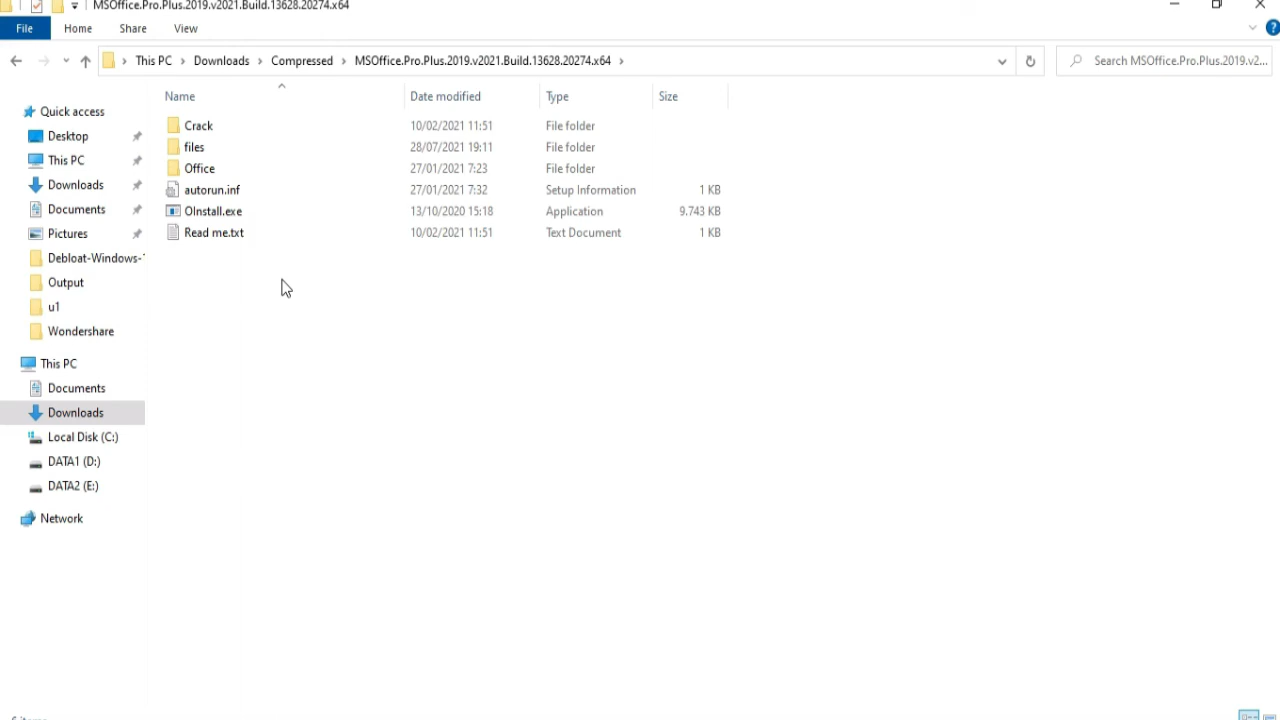 MSOffice.Pro.Plus.2019.v2021.Build.13628.20274.x64
File Home Share View
This PC > Downloads > Compressed > MSOffice.Pro.Plus.2019.v2021.Build.13628.20274.x64 >
Search MSOffice.Pro.Plus.2019.v2...
Name Date modified Type Size
Crack 10/02/2021 11:51 File folder
files 28/07/2021 19:11 File folder
Office 27/01/2021 7:23 File folder
autorun.inf 27/01/2021 7:32 Setup Information 1 KB
OInstall.exe 13/10/2020 15:18 Application 9.743 KB
Read me.txt 10/02/2021 11:51 Text Document 1 KB
Quick access
Desktop
This PC
Downloads
Documents
Pictures
Debloat-Windows-
Output
u1
Wondershare
This PC
Documents
Downloads
Local Disk (C:)
DATA1 (D:)
DATA2 (E:)
Network